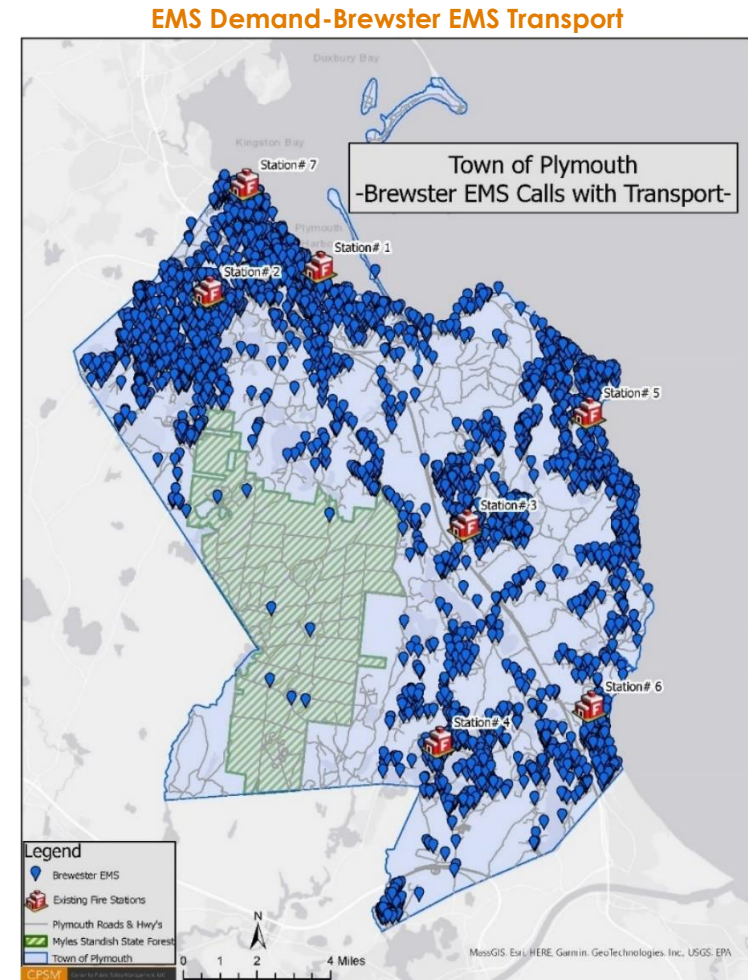 EMS Demand-Brewster EMS Transport
Duxbury Bay
Kingston Bay
Station# 7
Town of Plymouth
-Brewster EMS Calls with Transport-
Plymouth
Station# 1
Station# 2
Station# 5
Station# 3
Station# 6
Station# 4
Legend
Brewester EMS
Existing Fire Stations
Plymouth Roads & Hwy's
Myles Standish State Forest
Town of Plymouth
N
0 1 2 4 Miles
MassGIS, Esri, HERE, Garmin, GeoTechnologies, Inc., USGS, EPA
CPSM